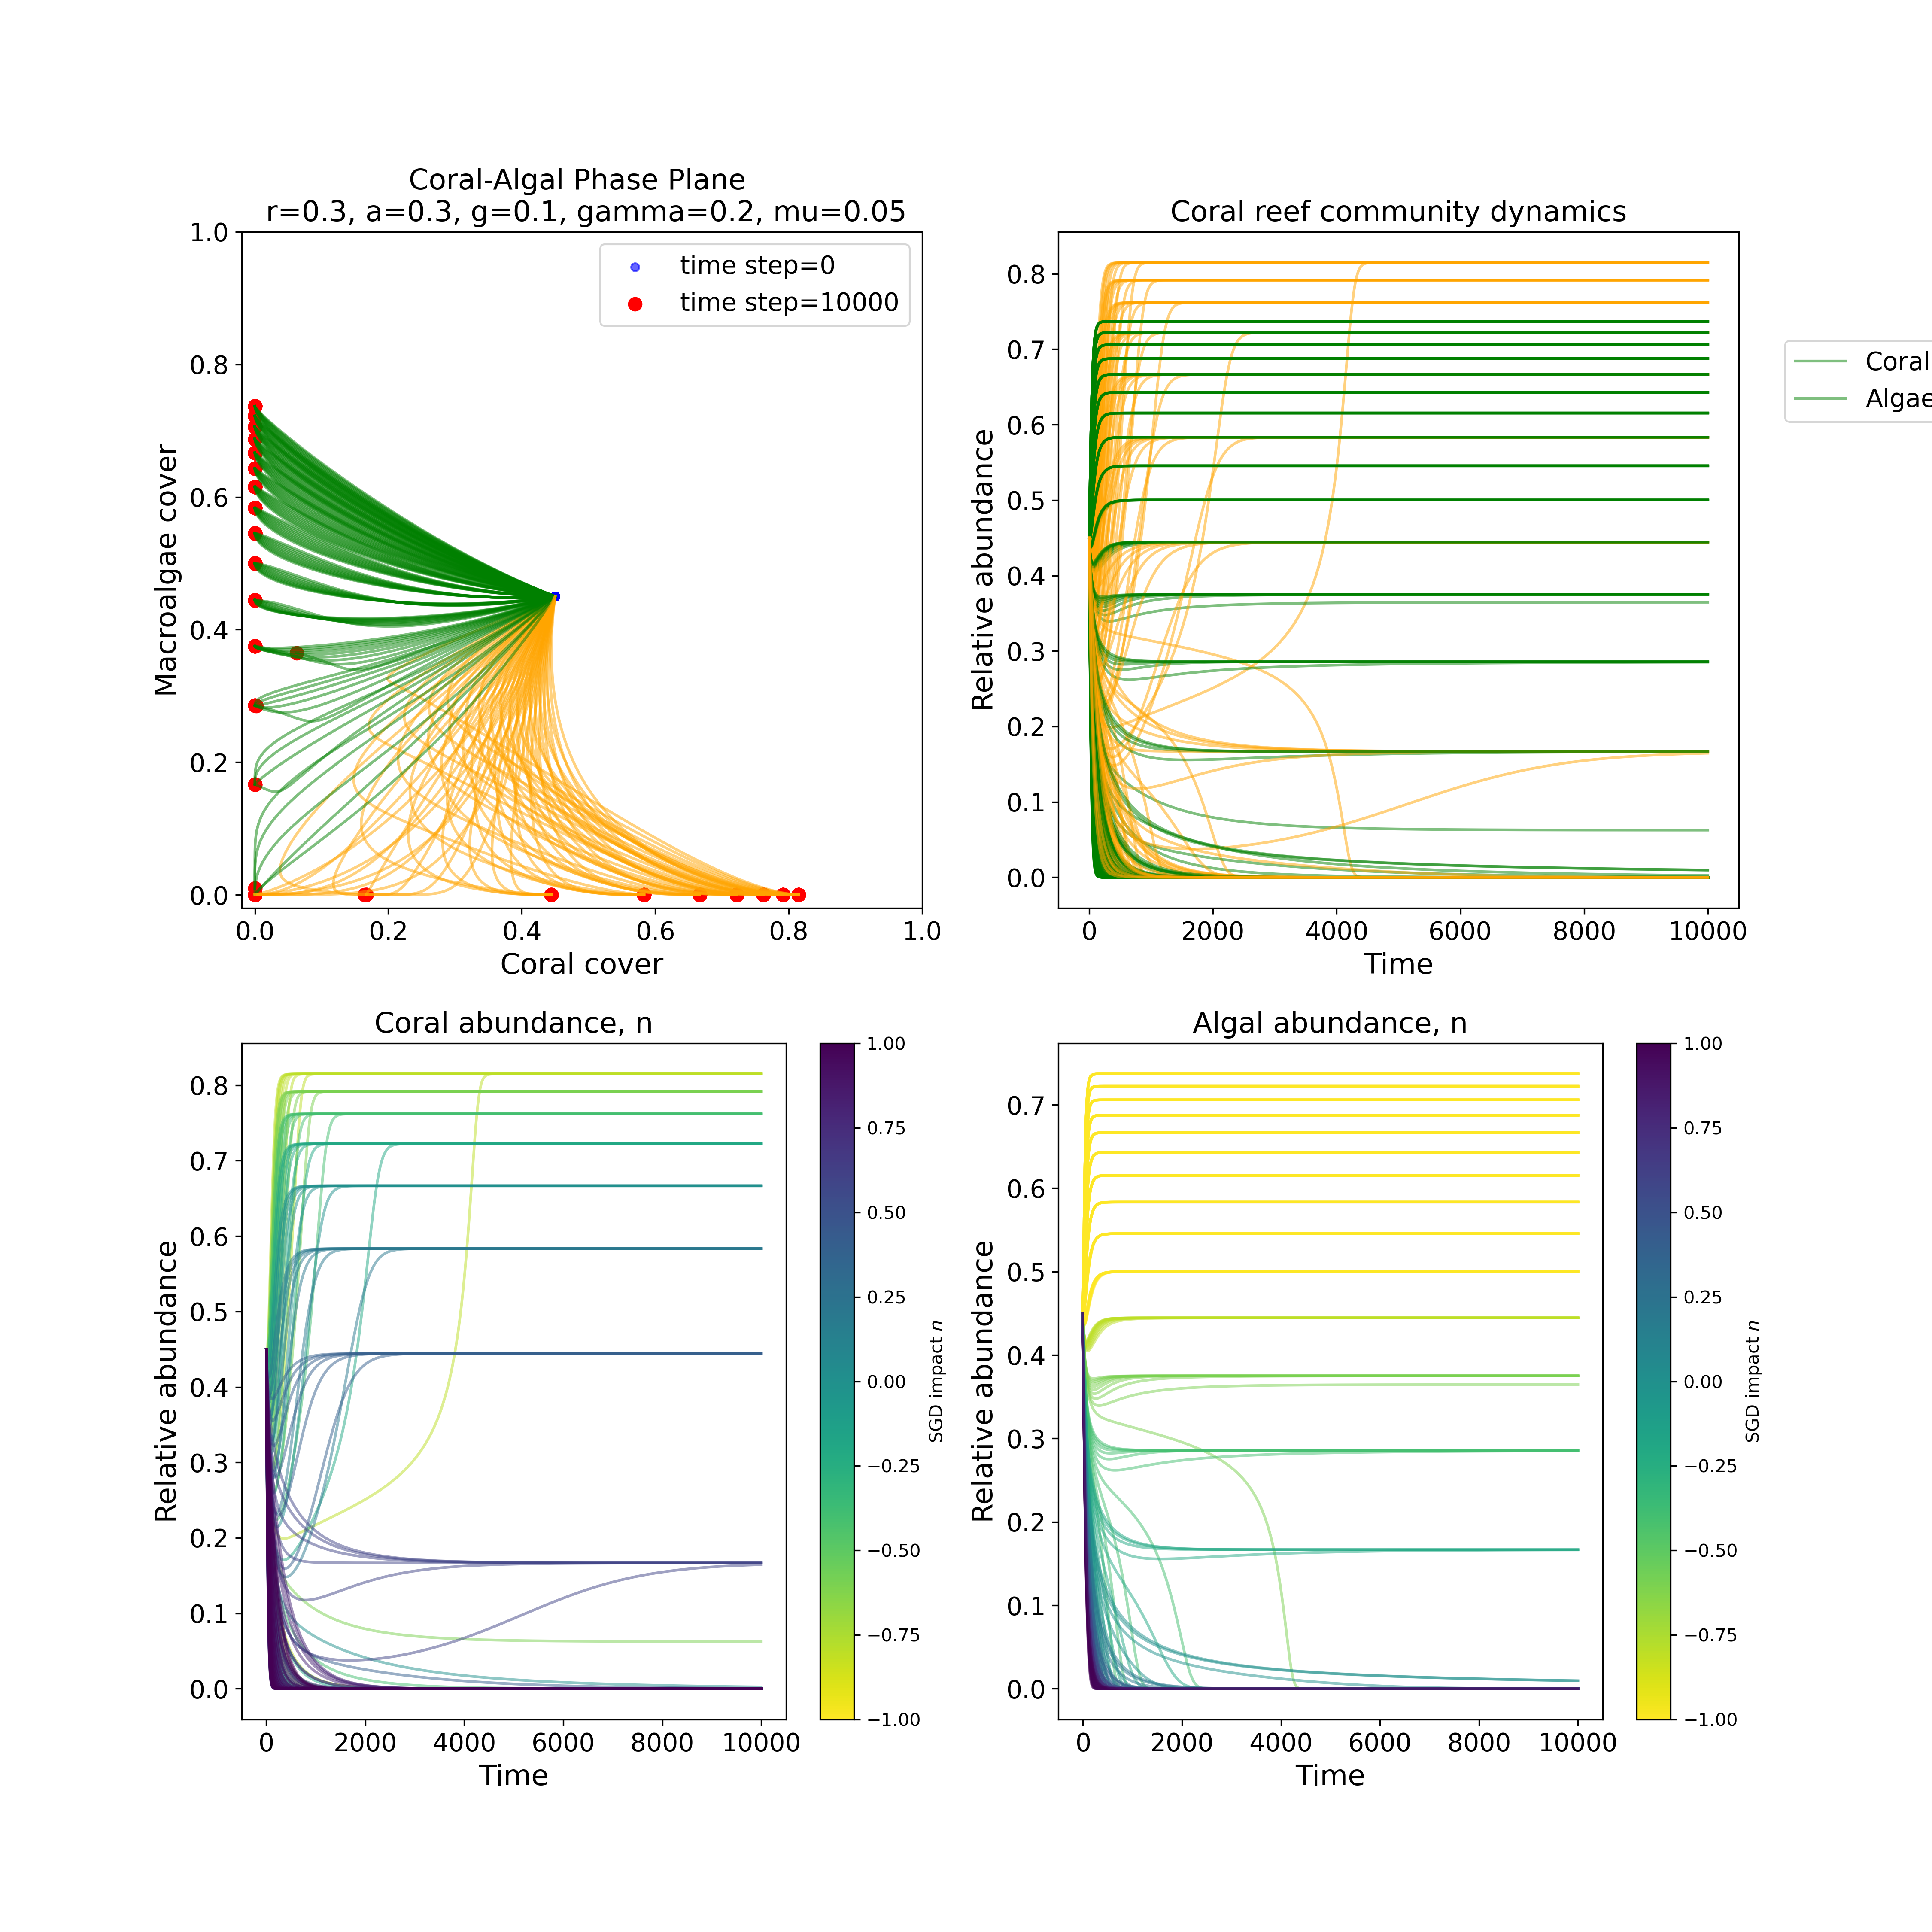 Coral-Algal Phase Plane
r=0.3, a=0.3, g=0.1, gamma=0.2, mu=0.05
1.0
0.8
0.6
0.4
0.2
0.0
Macroalgae cover
time step=0
time step=10000
0.0 0.2 0.4 0.6 0.8 1.0
Coral cover
Coral reef community dynamics
0.8
0.7
0.6
0.5
0.4
0.3
0.2
0.1
0.0
Relative abundance
0 2000 4000 6000 8000 10000
Time
Coral
Algae
Coral abundance, n
0.8
0.7
0.6
0.5
0.4
0.3
0.2
0.1
0.0
Relative abundance
0 2000 4000 6000 8000 10000
Time
1.00
0.75
0.50
0.25
0.00
−0.25
−0.50
−0.75
−1.00
SGD impact n
Algal abundance, n
0.7
0.6
0.5
0.4
0.3
0.2
0.1
0.0
Relative abundance
0 2000 4000 6000 8000 10000
Time
1.00
0.75
0.50
0.25
0.00
−0.25
−0.50
−0.75
−1.00
SGD impact n